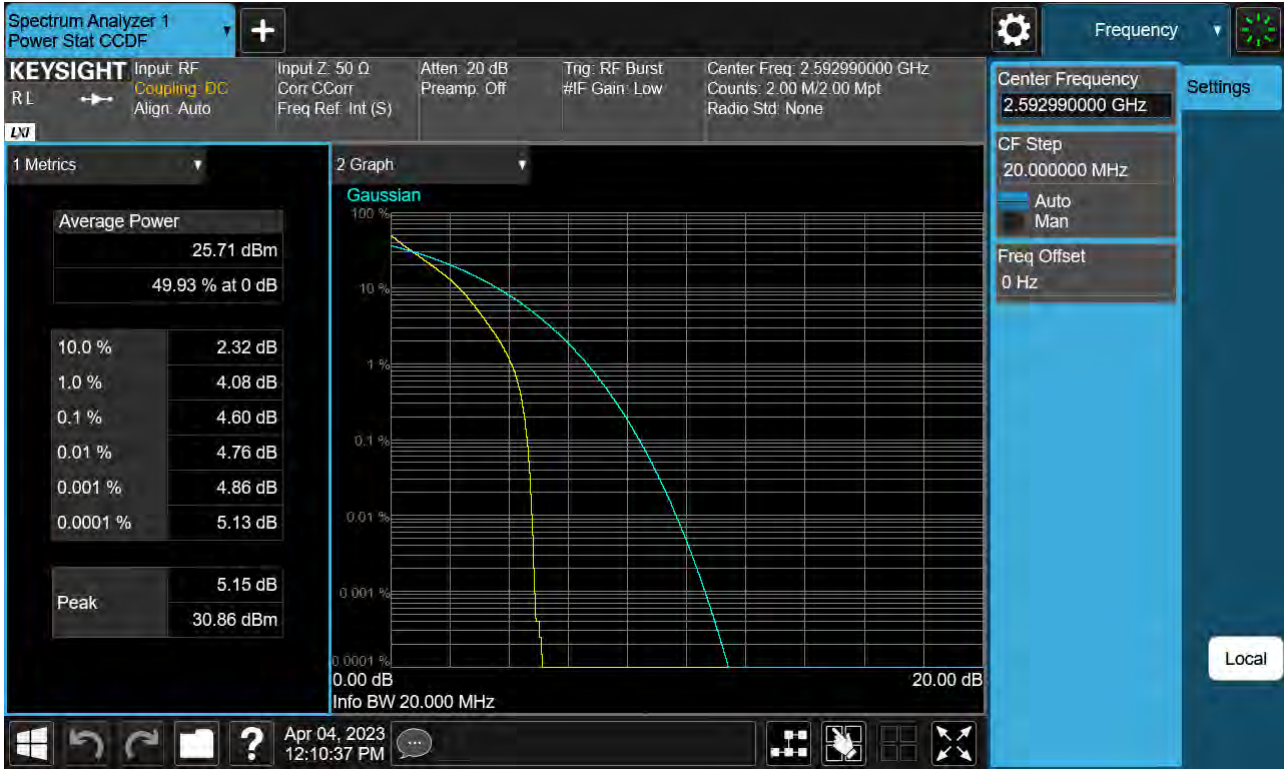 Spectrum Analyzer 1
Power Stat CCDF
Frequency
KEYSIGHT
R L
LXI
Input: RF
Coupling: DC
Align: Auto
Input Z: 50 Ω
Corr CCorr
Freq Ref: Int (S)
Atten: 20 dB
Preamp: Off
Trig: RF Burst
#IF Gain: Low
Center Freq: 2.592990000 GHz
Counts: 2.00 M/2.00 Mpt
Radio Std: None
Center Frequency
2.592990000 GHz
Settings
CF Step
20.000000 MHz
Auto
Man
Freq Offset
0 Hz
Local
1 Metrics
Average Power
25.71 dBm
49.93 % at 0 dB
10.0 % 2.32 dB
1.0 % 4.08 dB
0.1 % 4.60 dB
0.01 % 4.76 dB
0.001 % 4.86 dB
0.0001 % 5.13 dB
Peak
5.15 dB
30.86 dBm
2 Graph
Gaussian
100 %
10 %
1 %
0.1 %
0.01 %
0.001 %
0.0001 %
0.00 dB 20.00 dB
Info BW 20.000 MHz
?
Apr 04, 2023
12:10:37 PM